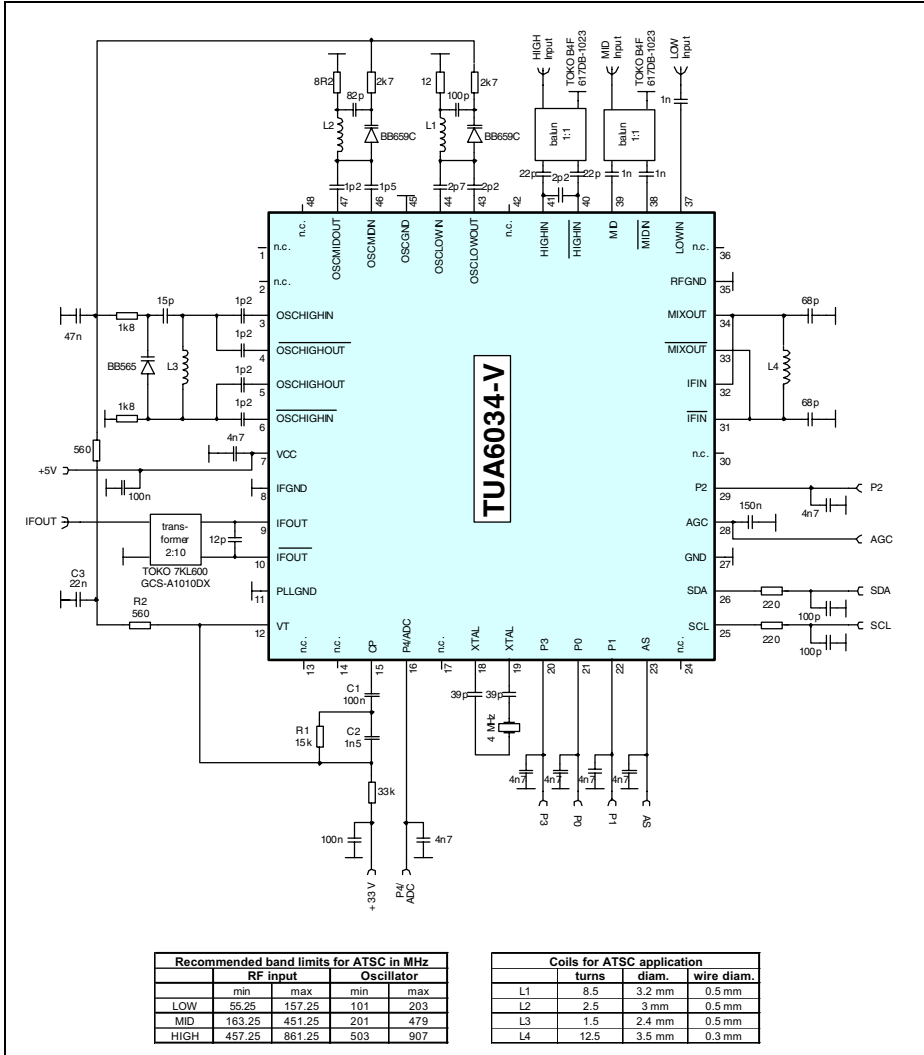 HIGH
Input
TOKO B4F
617DB-1023
MID
Input
TOKO B4F
617DB-1023
LOW
Input
8R2
2k7
12
2k7
82p
100p
1n
L2
BB659C
L1
BB659C
balun
1:1
balun
1:1
22p
2p2
22p
1n
1n
1p2
1p5
2p7
2p2
48
47
46
45
44
43
42
41
40
39
38
37
n.c.
OSCMIDOUT
OSCMIDIN
OSCGND
OSCLOWIN
OSCLOWOUT
n.c.
HIGHIN
HIGHIN
MID
MIDIN
LOWIN
1
n.c.
n.c.
36
2
n.c.
RFGND
35
47n
1k8
15p
1p2
3
OSCHIGHIN
MIXOUT
34
68p
BB565
L3
1p2
4
OSCHIGHOUT
MIXOUT
33
L4
1p2
5
OSCHIGHOUT
IFIN
32
1k8
1p2
6
OSCHIGHIN
IFIN
31
68p
TUA6034-V
560
4n7
7
VCC
n.c.
30
+5V
100n
8
IFGND
P2
29
P2
4n7
150n
IFOUT
trans-
former
2:10
12p
9
IFOUT
AGC
28
AGC
10
IFOUT
GND
27
TOKO 7KL600
GCS-A1010DX
C3
22n
11
PLLGND
SDA
26
220
100p
SDA
R2
560
12
VT
SCL
25
220
100p
SCL
n.c.
n.c.
CP
P4/ADC
n.c.
XTAL
XTAL
P3
P0
P1
AS
n.c.
13
14
15
16
17
18
19
20
21
22
23
24
C1
100n
39p
39p
R1
15k
C2
1n5
4 MHz
33k
4n7
4n7
4n7
4n7
100n
4n7
P3
P0
P1
AS
+33 V
P4/
ADC
Recommended band limits for ATSC in MHz
RF input Oscillator
min max min max
LOW 55.25 157.25 101 203
MID 163.25 451.25 201 479
HIGH 457.25 861.25 503 907
Coils for ATSC application
turns diam. wire diam.
L1 8.5 3.2 mm 0.5 mm
L2 2.5 3 mm 0.5 mm
L3 1.5 2.4 mm 0.5 mm
L4 12.5 3.5 mm 0.3 mm